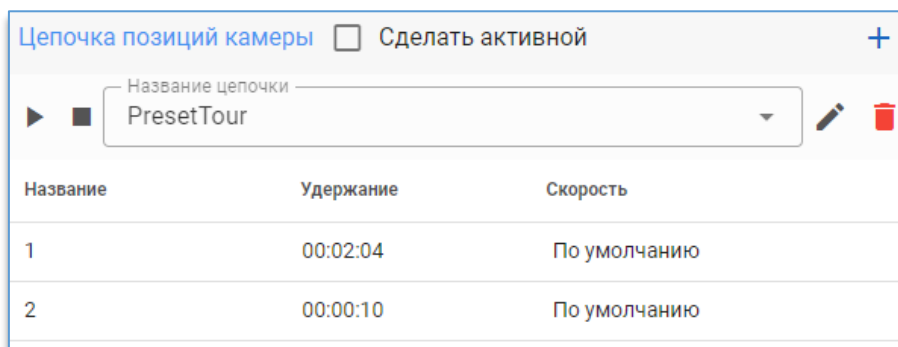 Цепочка позиций камеры Сделать активной
Название цепочки
PresetTour
Название Удержание Скорость
1 00:02:04 По умолчанию
2 00:00:10 По умолчанию